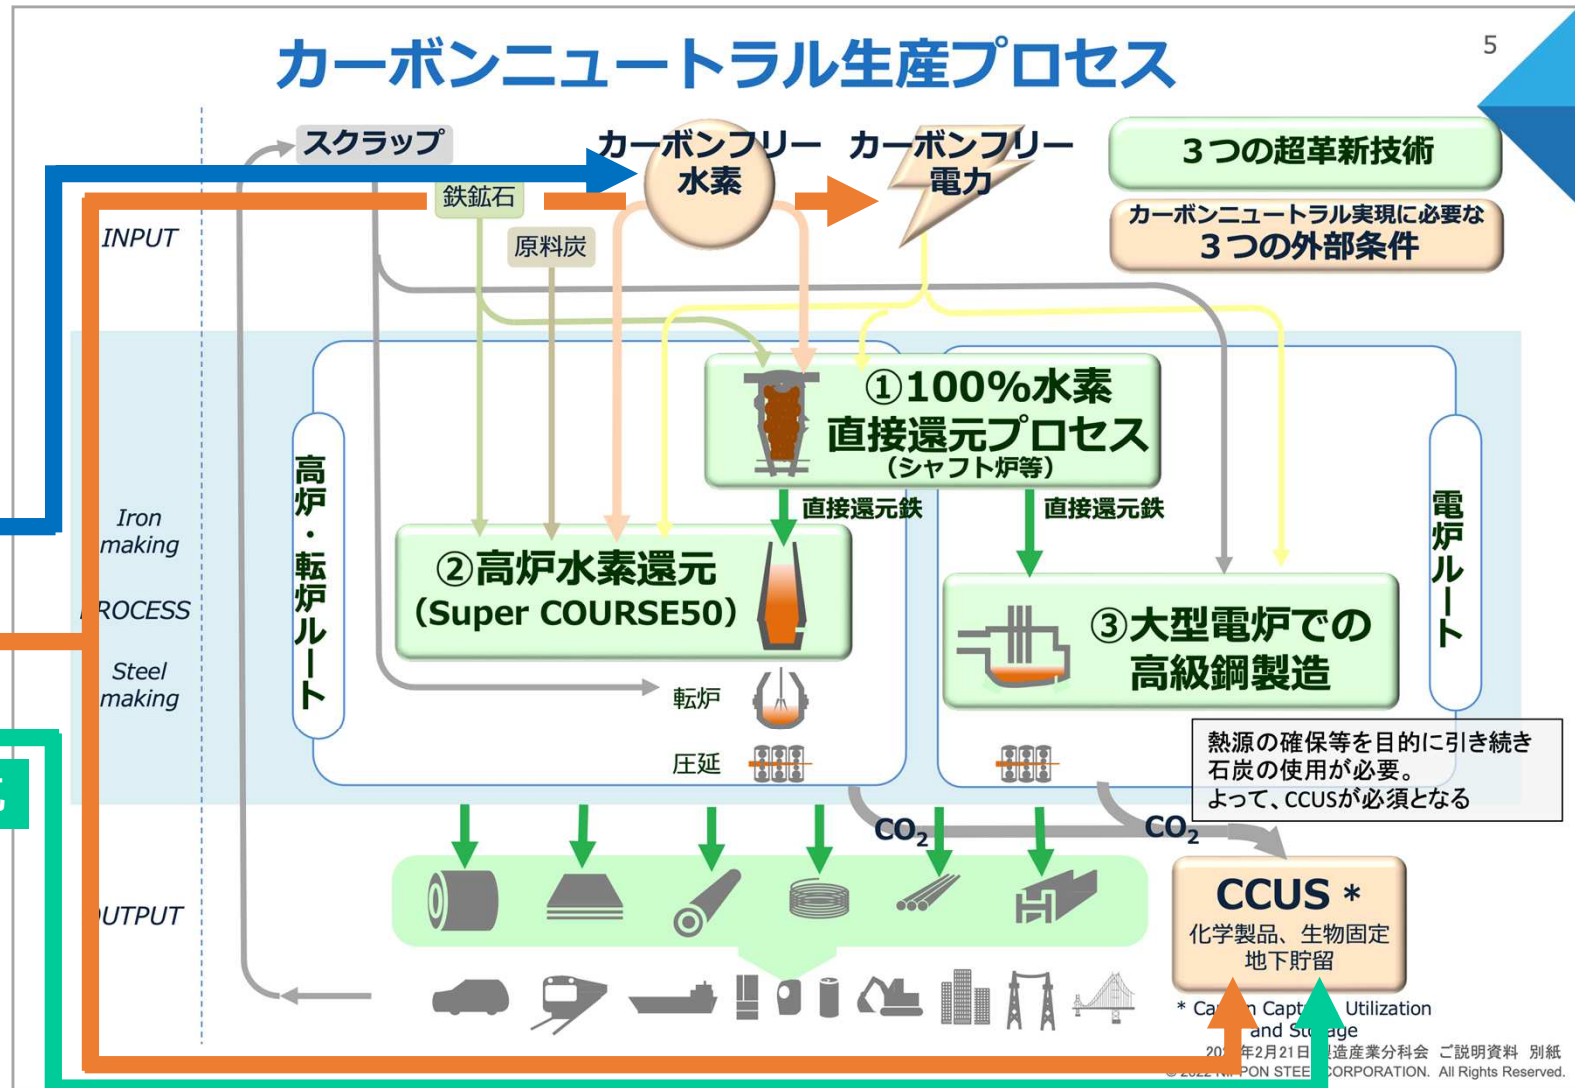 カーボンニュートラル生産プロセス
5
スクラップ
カーボンフリー
水素
カーボンフリー
電力
3つの超革新技術
鉄鉱石
原料炭
カーボンニュートラル実現に必要な
3つの外部条件
INPUT
①100%水素
直接還元プロセス
（シャフト炉等）
高炉・転炉ルート
電炉ルート
直接還元鉄
直接還元鉄
Iron
making
②高炉水素還元
（Super COURSE50）
PROCESS
③大型電炉での
高級鋼製造
Steel
making
転炉
圧延
熱源の確保等を目的に引き続き
石炭の使用が必要。
よって、CCUSが必須となる
CO₂
CO₂
OUTPUT
CCUS *
化学製品、生物固定
地下貯留
* Utilization
and
年2月21日 造産業分科会 ご説明資料 別紙
© 2022 NIPPON STEEL CORPORATION. All Rights Reserved.